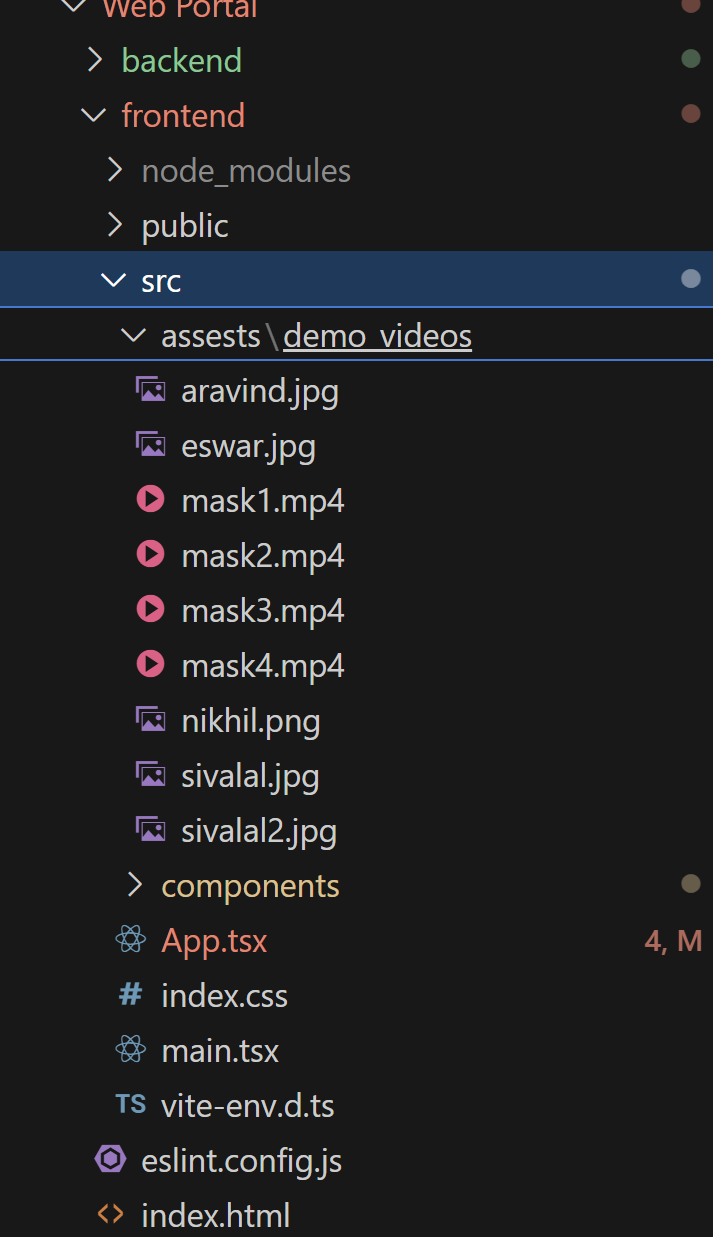 Web Portal
backend
frontend
node_modules
public
src
assests\demo_videos
aravind.jpg
eswar.jpg
mask1.mp4
mask2.mp4
mask3.mp4
mask4.mp4
nikhil.png
sivalal.jpg
sivalal2.jpg
components
App.tsx 4, M
# index.css
main.tsx
TS vite-env.d.ts
eslint.config.js
<> index.html